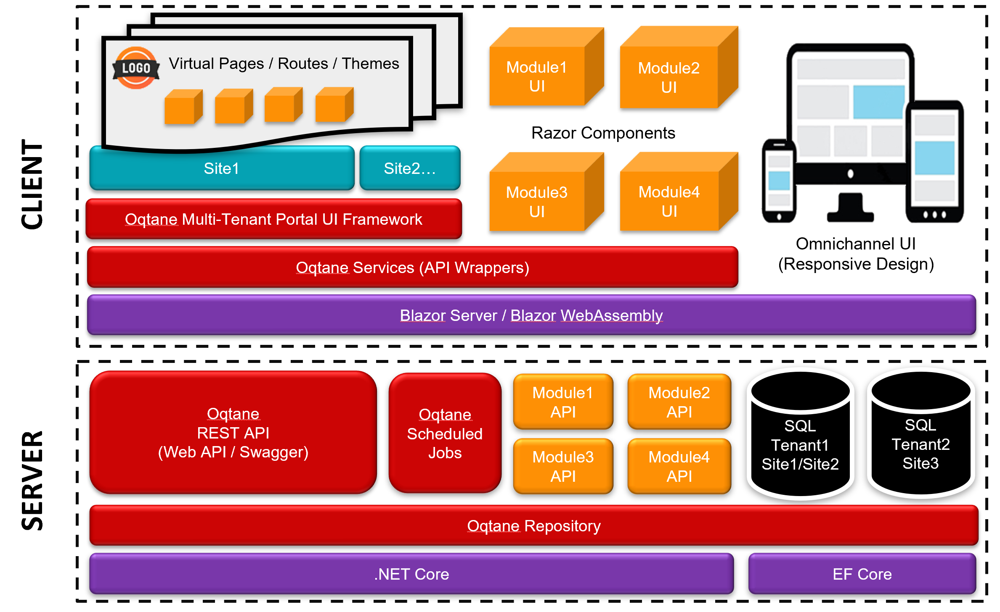 CLIENT
LOGO
Virtual Pages / Routes / Themes
Module1
UI
Module2
UI
Razor Components
Site1
Site2...
Module3
UI
Module4
UI
Oqtane Multi-Tenant Portal UI Framework
Omnichannel UI
(Responsive Design)
Oqtane Services (API Wrappers)
Blazor Server / Blazor WebAssembly
SERVER
Oqtane
REST API
(Web API / Swagger)
Oqtane
Scheduled
Jobs
Module1
API
Module2
API
Module3
API
Module4
API
SQL
Tenant1
Site1/Site2
SQL
Tenant2
Site3
Oqtane Repository
.NET Core
EF Core